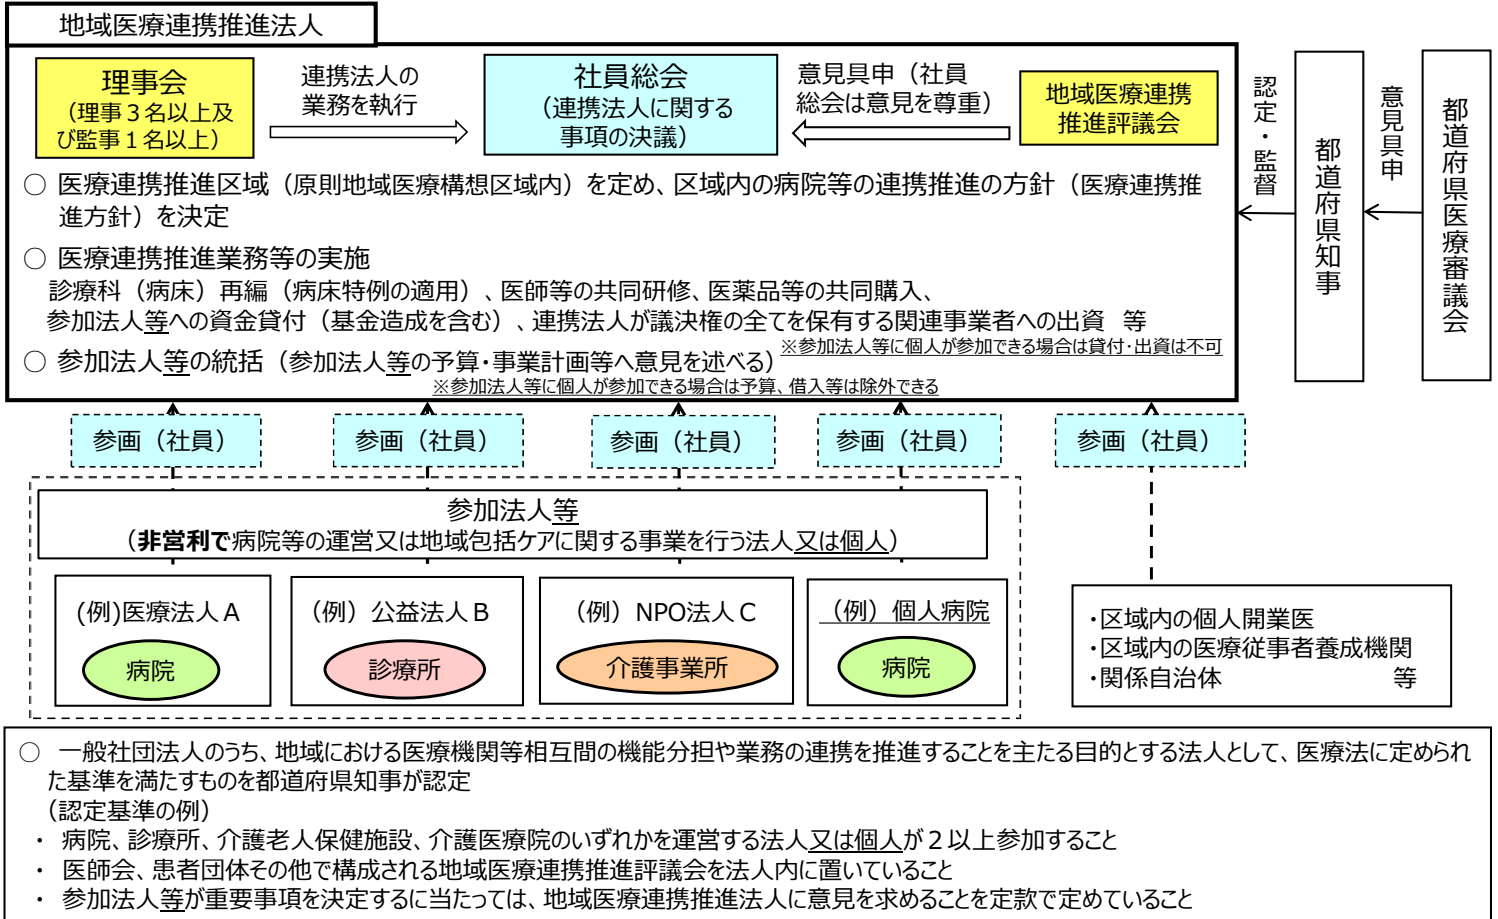 地域医療連携推進法人
理事会
（理事３名以上及
び監事１名以上）
連携法人の
業務を執行
社員総会
（連携法人に関する
事項の決議）
意見具申（社員
総会は意見を尊重）
地域医療連携
推進評議会
認定・監督
都道府県知事
意見具申
都道府県医療審議会
○ 医療連携推進区域（原則地域医療構想区域内）を定め、区域内の病院等の連携推進の方針（医療連携推
進方針）を決定
○ 医療連携推進業務等の実施
診療科（病床）再編（病床特例の適用）、医師等の共同研修、医薬品等の共同購入、
参加法人等への資金貸付（基金造成を含む）、連携法人が議決権の全てを保有する関連事業者への出資 等
※参加法人等に個人が参加できる場合は貸付・出資は不可
○ 参加法人等の統括（参加法人等の予算・事業計画等へ意見を述べる）
※参加法人等に個人が参加できる場合は予算、借入等は除外できる
参画（社員）
参画（社員）
参画（社員）
参画（社員）
参画（社員）
参加法人等
（非営利で病院等の運営又は地域包括ケアに関する事業を行う法人又は個人）
(例)医療法人Ａ
病院
（例）公益法人Ｂ
診療所
（例）NPO法人Ｃ
介護事業所
（例）個人病院
病院
・区域内の個人開業医
・区域内の医療従事者養成機関
・関係自治体 等
○ 一般社団法人のうち、地域における医療機関等相互間の機能分担や業務の連携を推進することを主たる目的とする法人として、医療法に定められ
た基準を満たすものを都道府県知事が認定
（認定基準の例）
・ 病院、診療所、介護老人保健施設、介護医療院のいずれかを運営する法人又は個人が２以上参加すること
・ 医師会、患者団体その他で構成される地域医療連携推進評議会を法人内に置いていること
・ 参加法人等が重要事項を決定するに当たっては、地域医療連携推進法人に意見を求めることを定款で定めていること